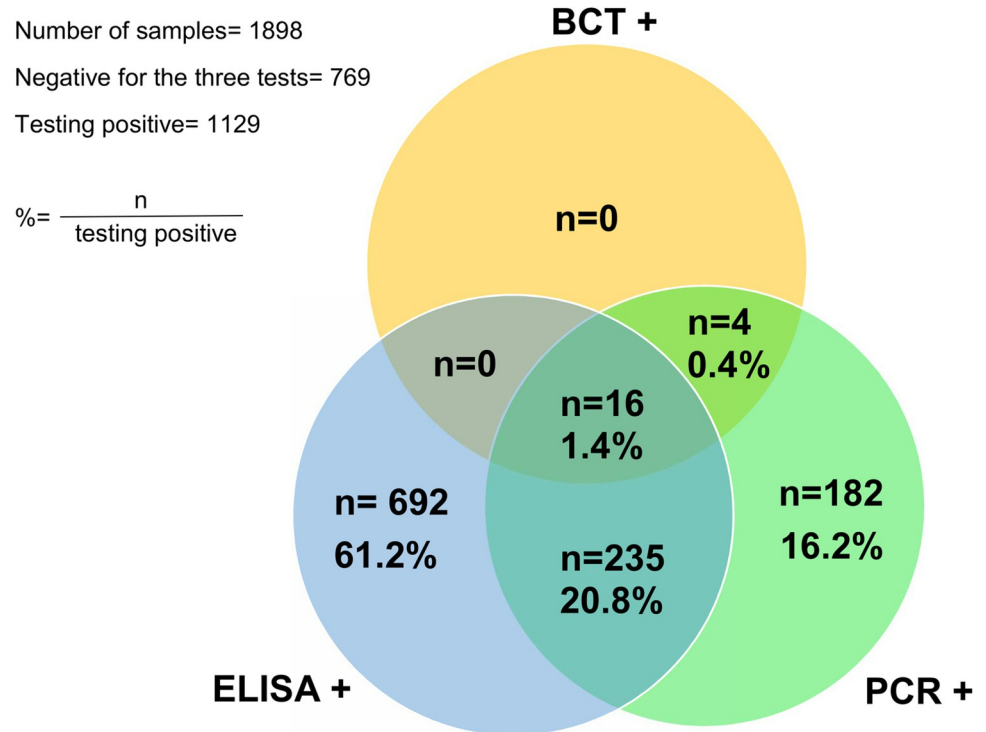 Number of samples= 1898
Negative for the three tests= 769
Testing positive= 1129
%= n
testing positive
BCT +
n=0
n=4
0.4%
n=0
n=16
1.4%
n= 692
61.2%
n=182
16.2%
n=235
20.8%
ELISA +
PCR +